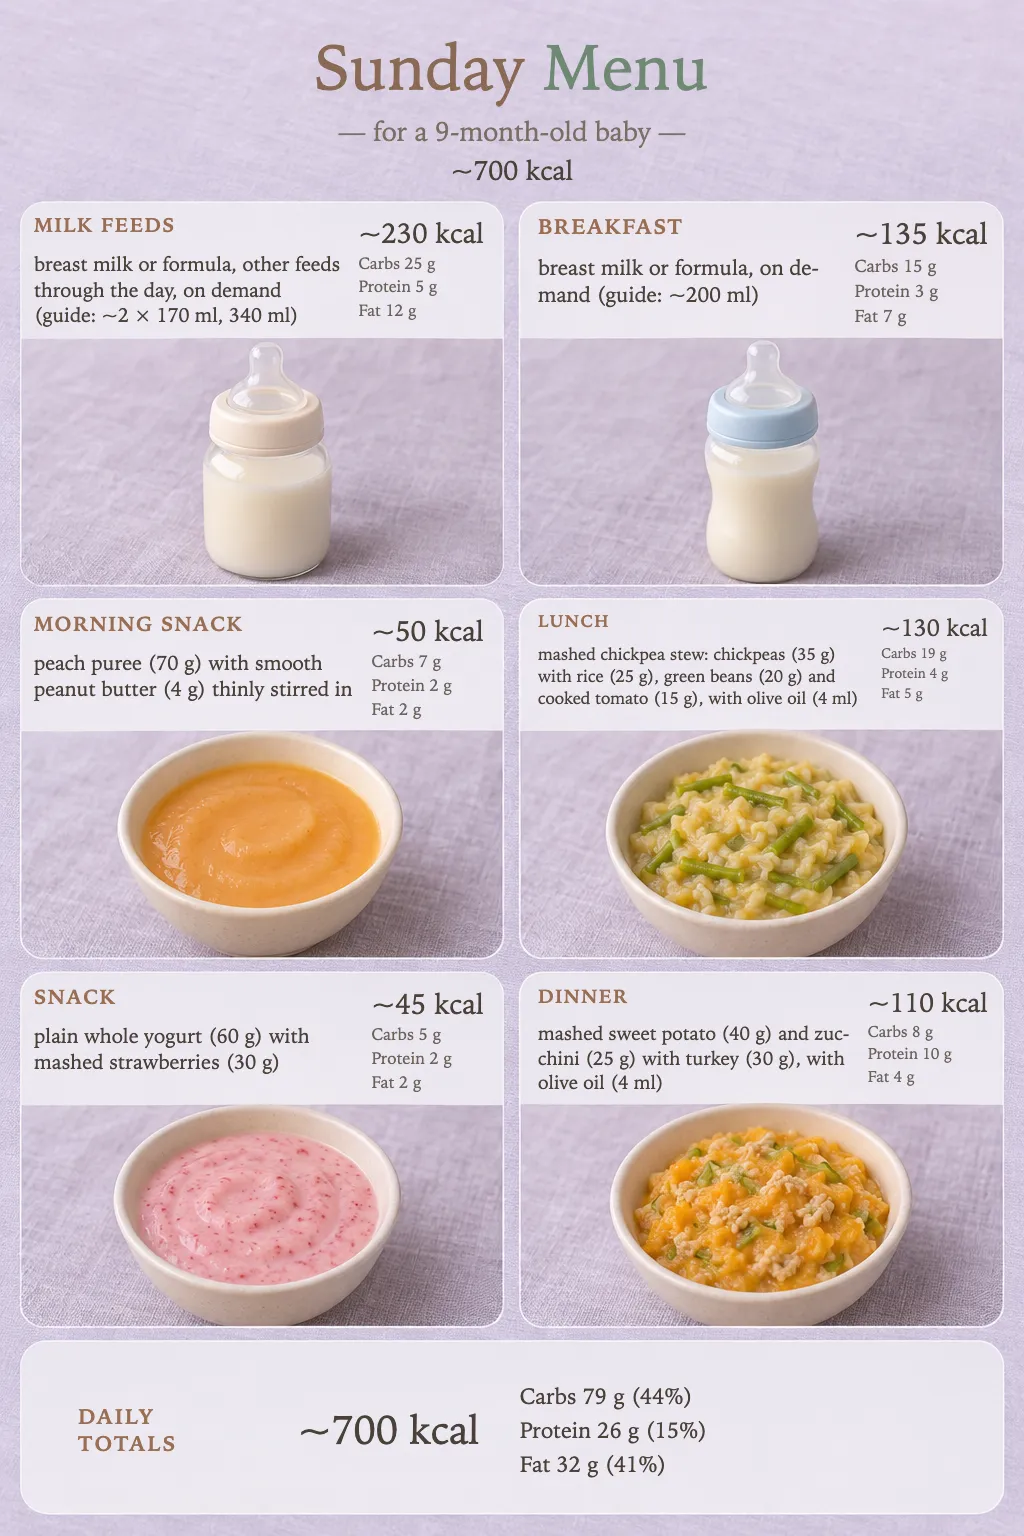 Sunday Menu
— for a 9-month-old baby —
~700 kcal
MILK FEEDS
breast milk or formula, other feeds
through the day, on demand
(guide: ~2 × 170 ml, 340 ml)
~230 kcal
Carbs 25 g
Protein 5 g
Fat 12 g
BREAKFAST
breast milk or formula, on de-
mand (guide: ~200 ml)
~135 kcal
Carbs 15 g
Protein 3 g
Fat 7 g
MORNING SNACK
peach puree (70 g) with smooth
peanut butter (4 g) thinly stirred in
~50 kcal
Carbs 7 g
Protein 2 g
Fat 2 g
LUNCH
mashed chickpea stew: chickpeas (35 g)
with rice (25 g), green beans (20 g) and
cooked tomato (15 g), with olive oil (4 ml)
~130 kcal
Carbs 19 g
Protein 4 g
Fat 5 g
SNACK
plain whole yogurt (60 g) with
mashed strawberries (30 g)
~45 kcal
Carbs 5 g
Protein 2 g
Fat 2 g
DINNER
mashed sweet potato (40 g) and zuc-
chini (25 g) with turkey (30 g), with
olive oil (4 ml)
~110 kcal
Carbs 8 g
Protein 10 g
Fat 4 g
DAILY
TOTALS
~700 kcal
Carbs 79 g (44%)
Protein 26 g (15%)
Fat 32 g (41%)